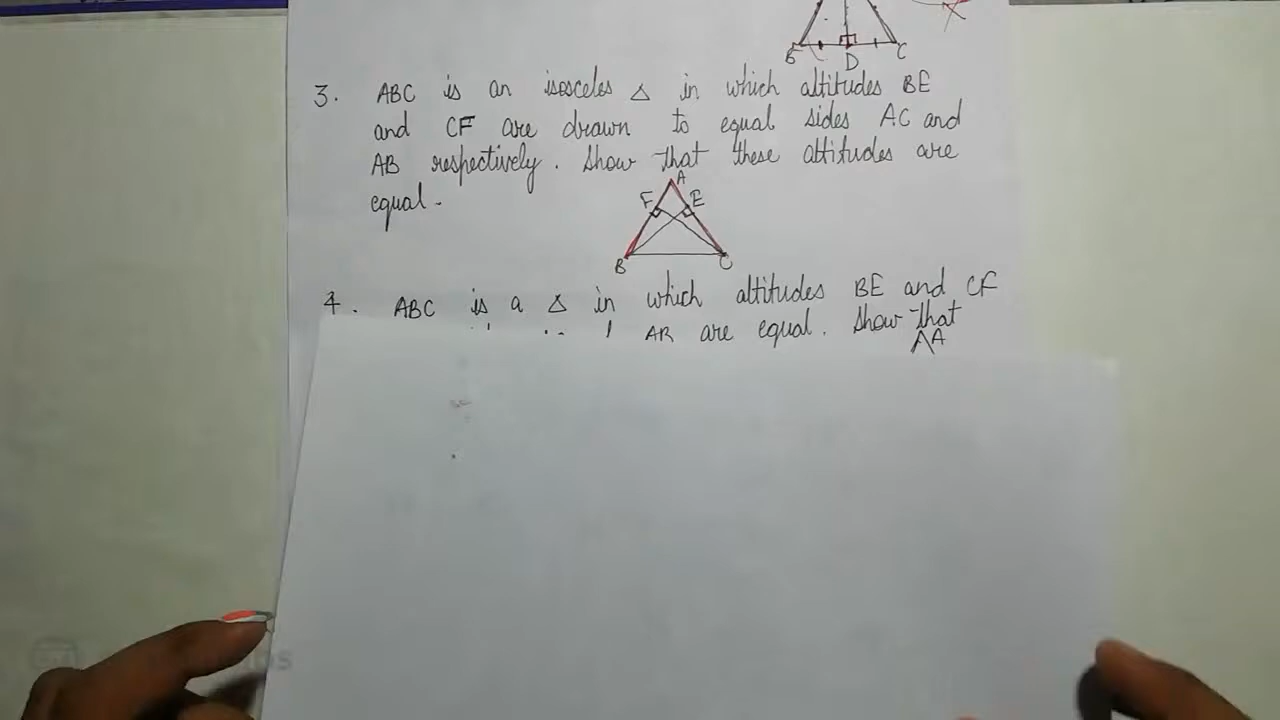 B D C
3. ABC is an isosceles △ in which altitudes BE
and CF are drawn to equal sides AC and
AB respectively. Show that these altitudes are
equal.
A
F E
B C
4. ABC is a △ in which altitudes BE and CF
AB are equal. Show that
A